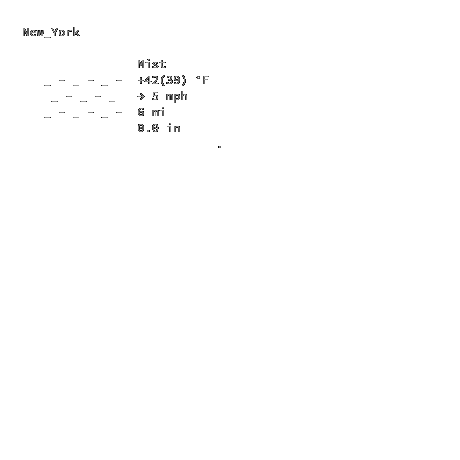 New_York
Mist
_ - _ - _ - +42(39) °F
_ - _ - _ → 5 mph
_ - _ - _ - 6 mi
0.0 in